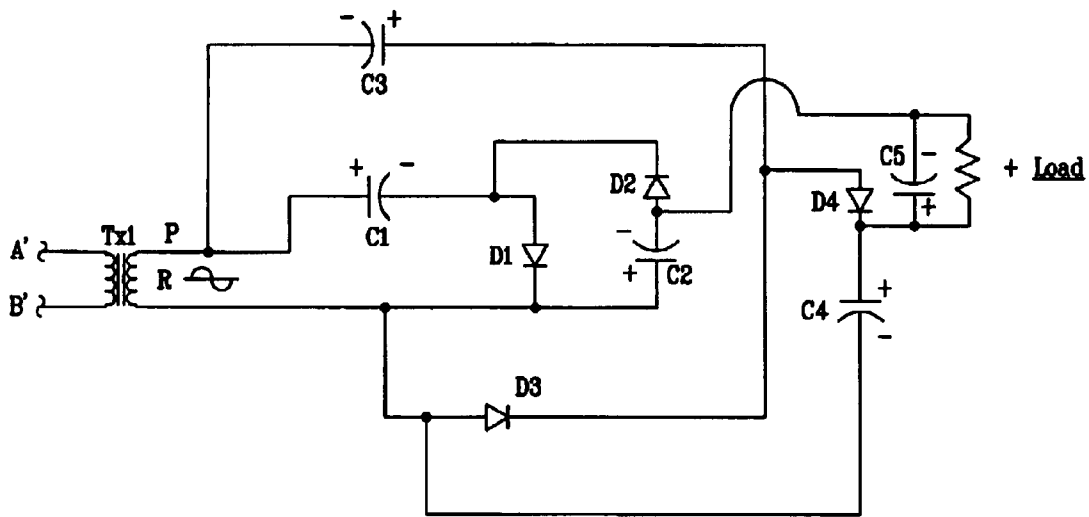 - +
C3
+ -
C1
D2
C5 -
+ Load
D4
+
Tx1
P
A'
R
D1
-
+ C2
B'
C4 +
-
D3